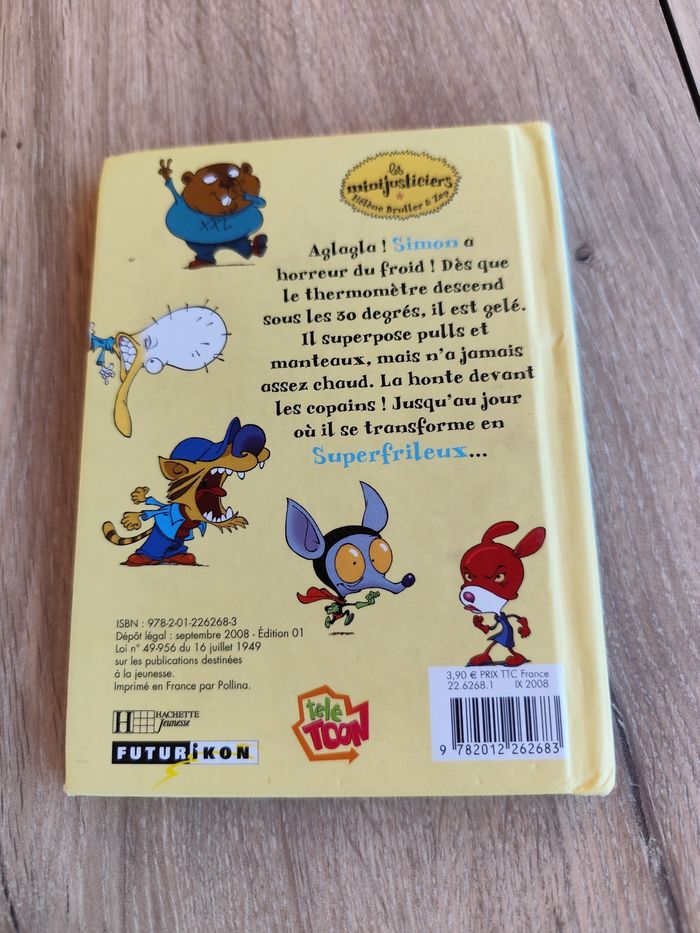 les
minijusticiers
Hélène Bruller & Zep
XXL
Aglagla ! Simon a
horreur du froid ! Dès que
le thermomètre descend
sous les 30 degrés, il est gelé.
Il superpose pulls et
manteaux, mais n'a jamais
assez chaud. La honte devant
les copains ! Jusqu'au jour
où il se transforme en
Superfrileux...
ISBN : 978-2-01-226268-3
Dépôt légal : septembre 2008 - Édition 01
Loi n° 49-956 du 16 juillet 1949
sur les publications destinées
à la jeunesse.
Imprimé en France par Pollina.
H HACHETTE
Jeunesse
FUTURiKON
Télé
TOON
3,90 € PRIX TTC France
22.6268.1 IX 2008
9 782012 262683